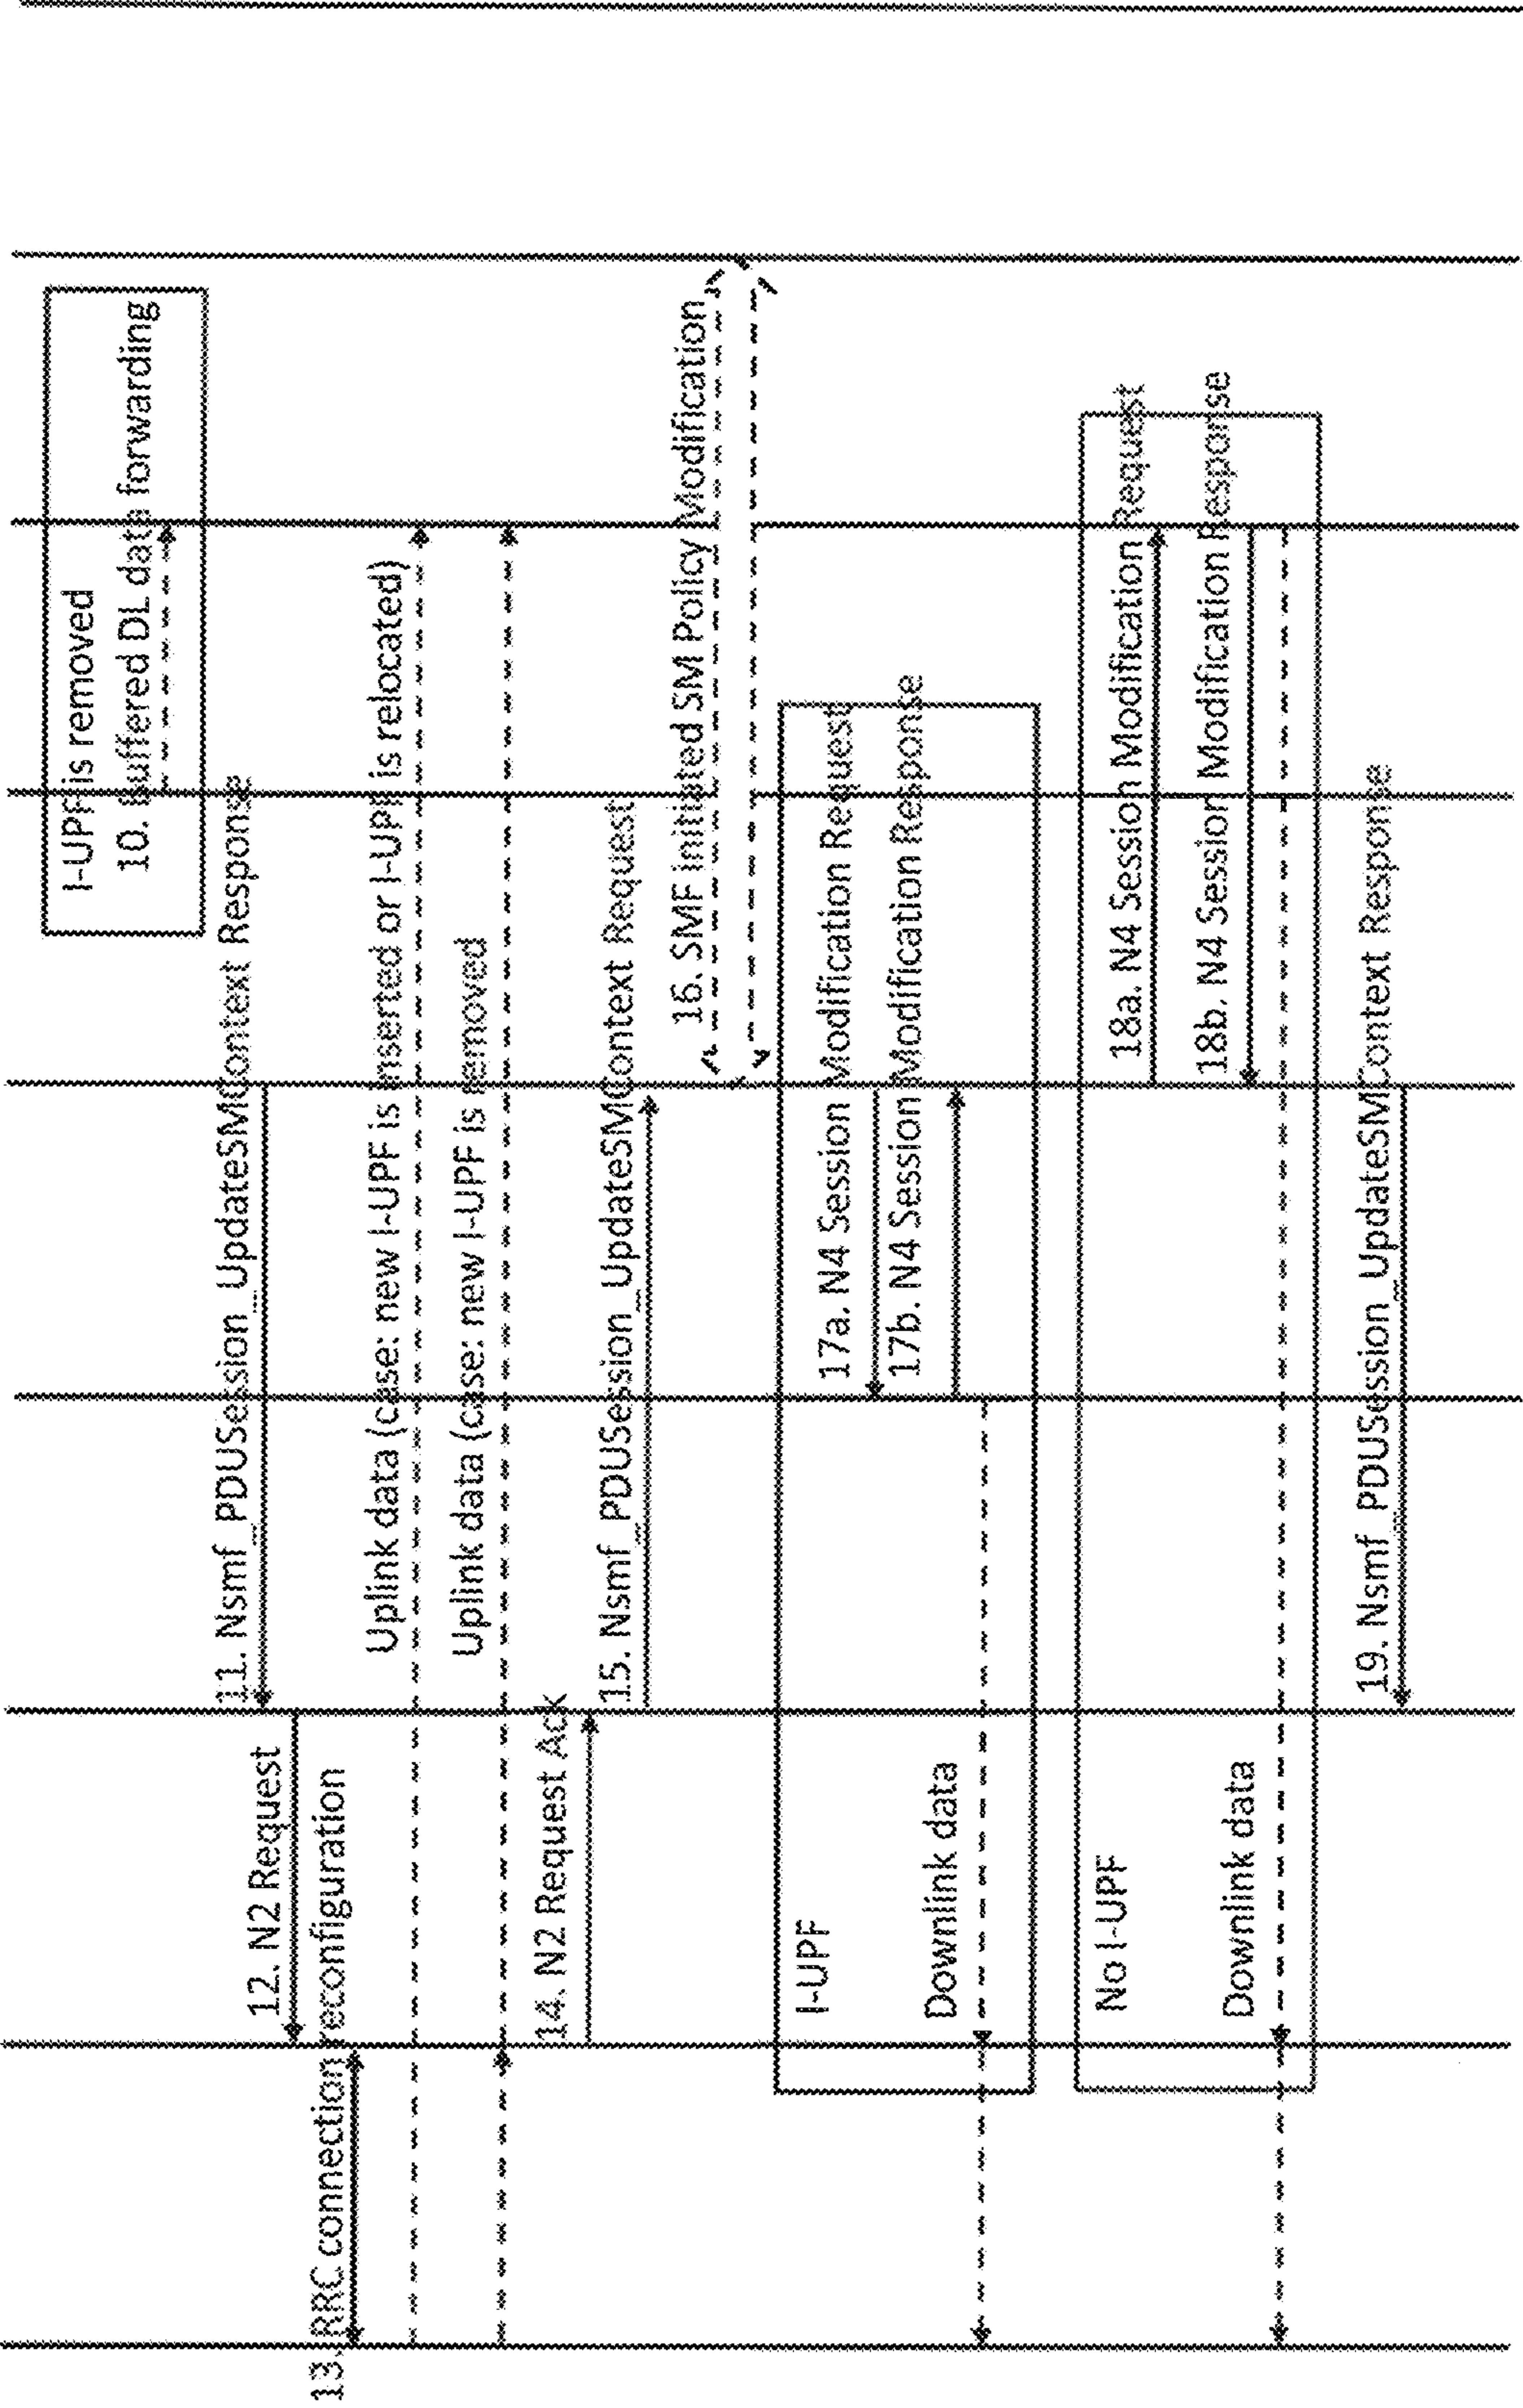 I-UPF is removed
10. Buffered DL data forwarding
11. Nsmf_PDUSession_UpdateSMContext Response
12. N2 Request
13. RRC connection reconfiguration
Uplink data (case: new I-UPF is inserted or I-UPF is relocated)
Uplink data (case: new I-UPF is removed
14. N2 Request Ack
15. Nsmf_PDUSession_UpdateSMContext Request
16. SMF initiated SM Policy Modification
I-UPF
17a. N4 Session Modification Request
17b. N4 Session Modification Response
Downlink data
No I-UPF
18a. N4 Session Modification Request
18b. N4 Session Modification Response
Downlink data
19. Nsmf_PDUSession_UpdateSMContext Response